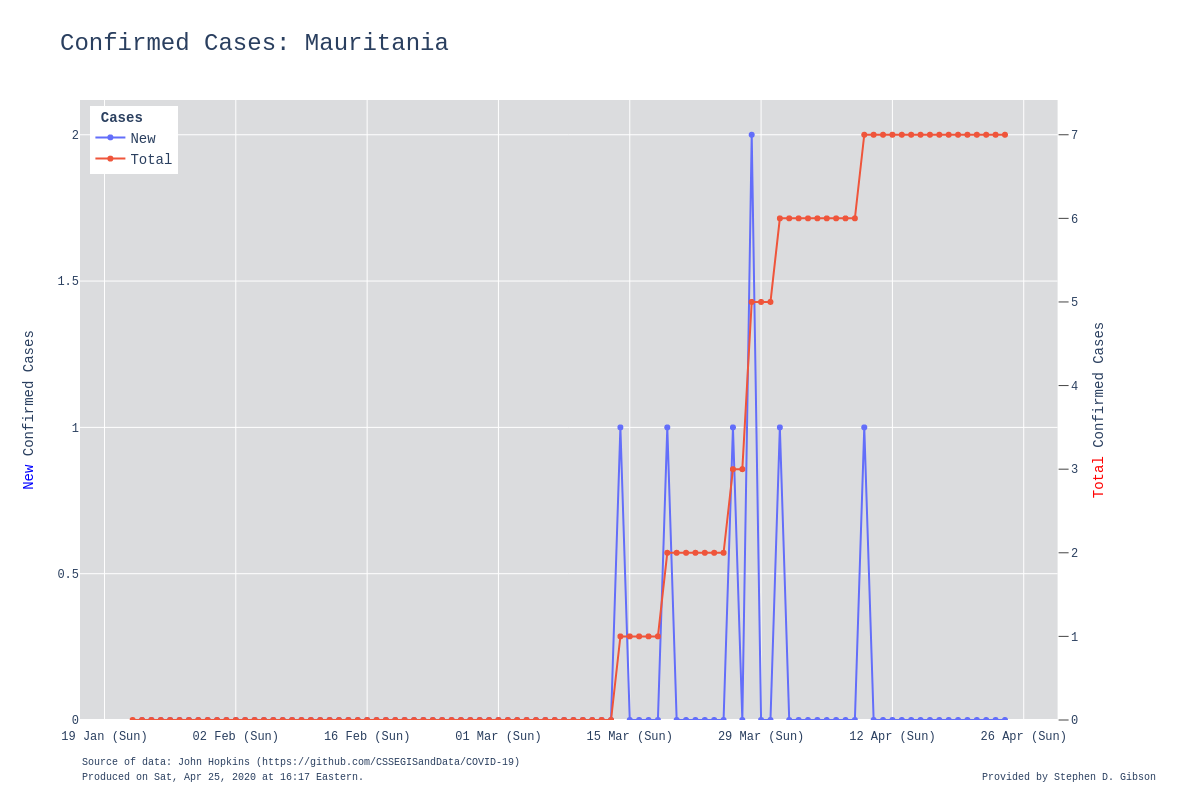 Confirmed Cases: Mauritania
Cases
New
Total
2
1.5
1
0.5
0
7
6
5
4
3
2
1
0
New Confirmed Cases
Total Confirmed Cases
19 Jan (Sun) 02 Feb (Sun) 16 Feb (Sun) 01 Mar (Sun) 15 Mar (Sun) 29 Mar (Sun) 12 Apr (Sun) 26 Apr (Sun)
Source of data: John Hopkins (https://github.com/CSSEGISandData/COVID-19)
Produced on Sat, Apr 25, 2020 at 16:17 Eastern.
Provided by Stephen D. Gibson